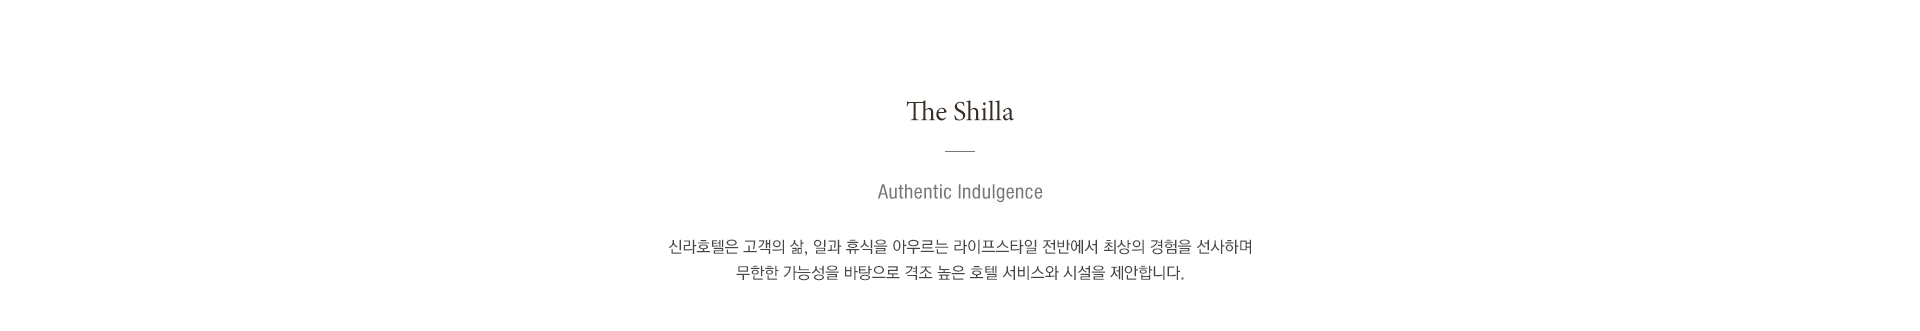 The Shilla
Authentic Indulgence
신라호텔은 고객의 삶, 일과 휴식을 아우르는 라이프스타일 전반에서 최상의 경험을 선사하며
무한한 가능성을 바탕으로 격조 높은 호텔 서비스와 시설을 제안합니다.